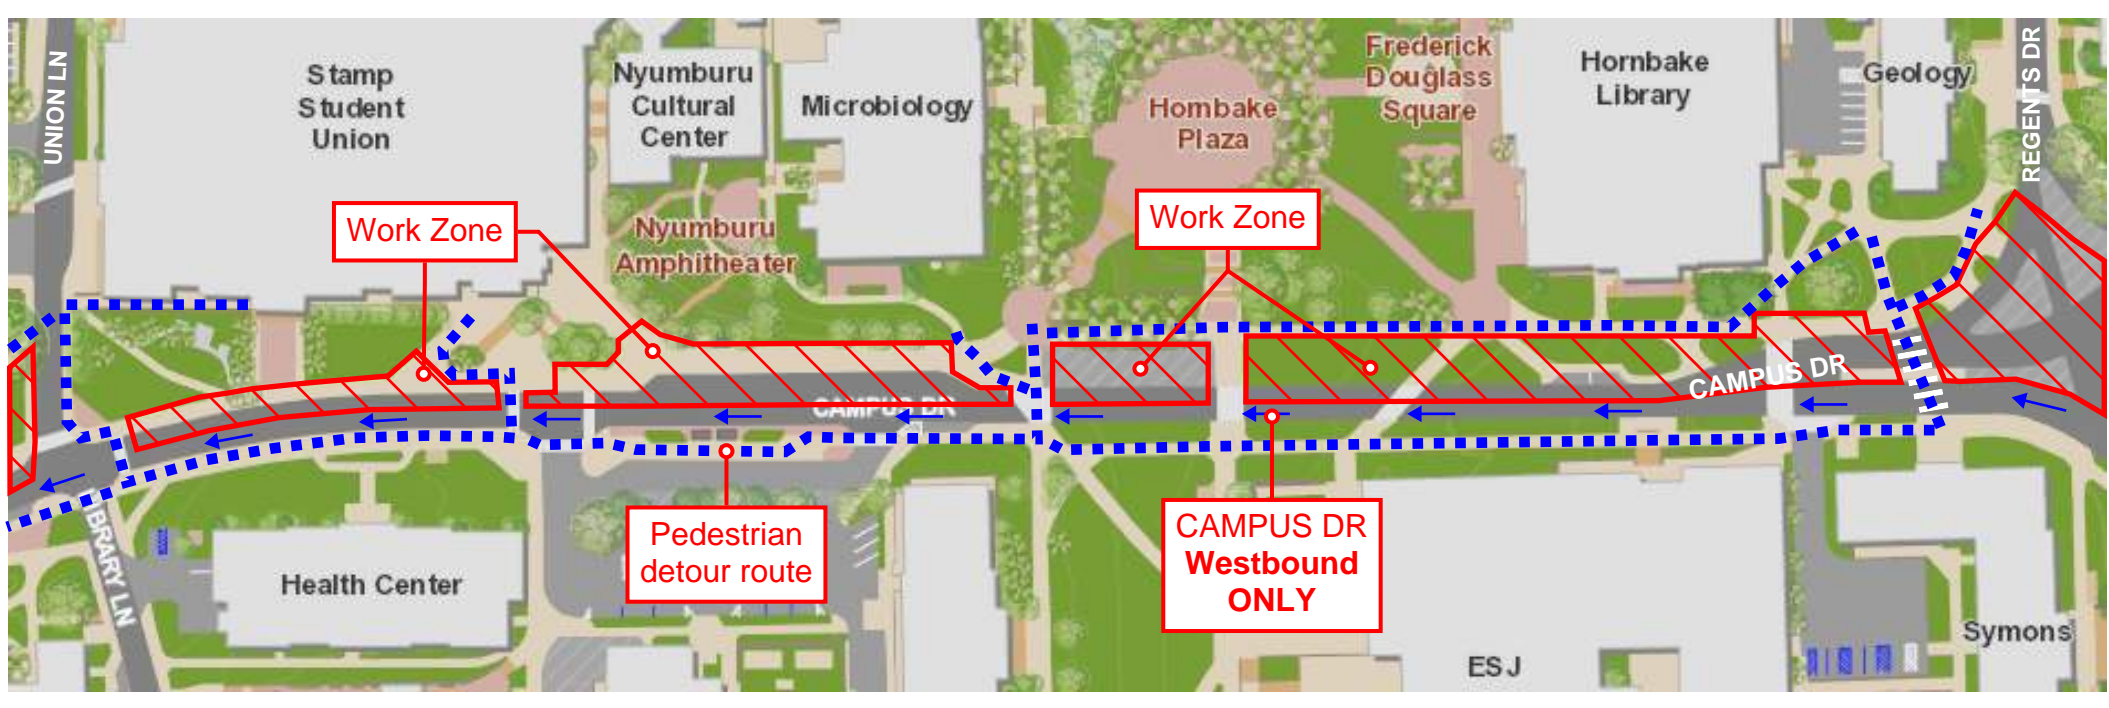 UNION LN
Stamp
Student
Union
Nyumburu
Cultural
Center
Microbiology
Hornbake
Plaza
Frederick
Douglass
Square
Hornbake
Library
Geology
REGENTS DR
Work Zone
Nyumburu
Amphitheater
Work Zone
CAMPUS DR
CAMPUS DR
BRARY LN
Health Center
Pedestrian
detour route
CAMPUS DR
Westbound
ONLY
ESJ
Symons